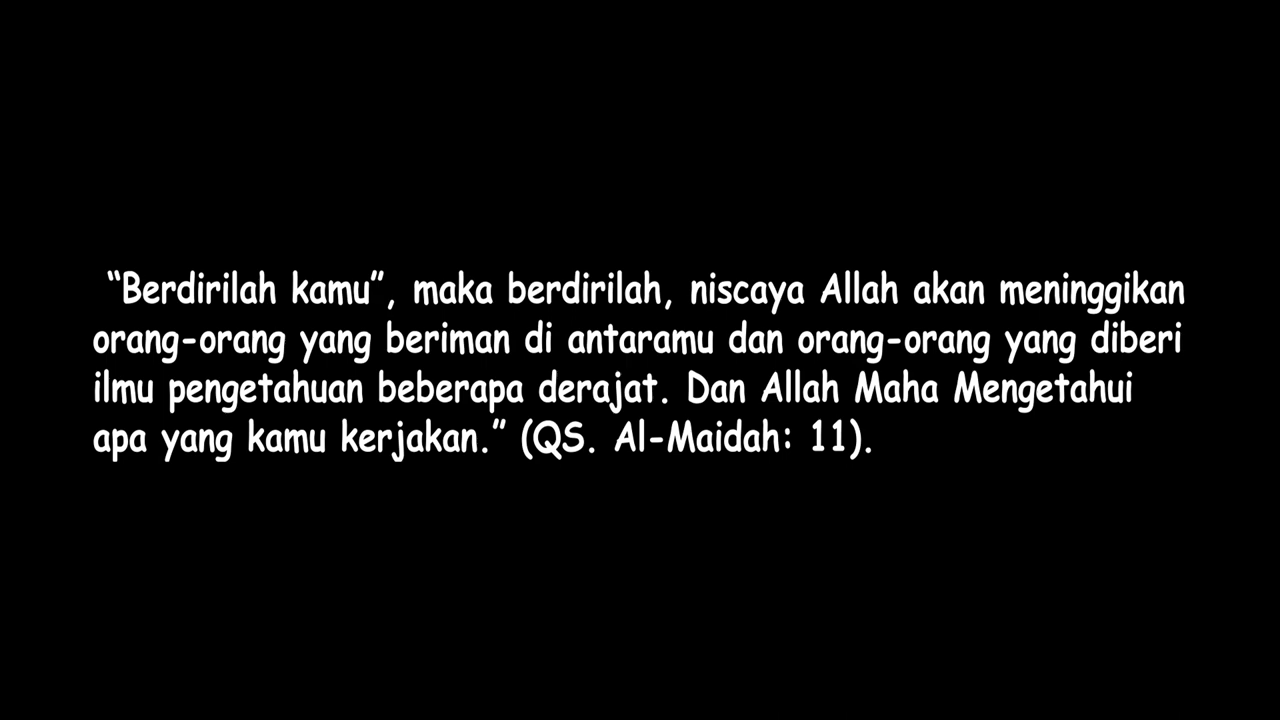 “Berdirilah kamu”, maka berdirilah, niscaya Allah akan meninggikan
orang-orang yang beriman di antaramu dan orang-orang yang diberi
ilmu pengetahuan beberapa derajat. Dan Allah Maha Mengetahui
apa yang kamu kerjakan.” (QS. Al-Maidah: 11).